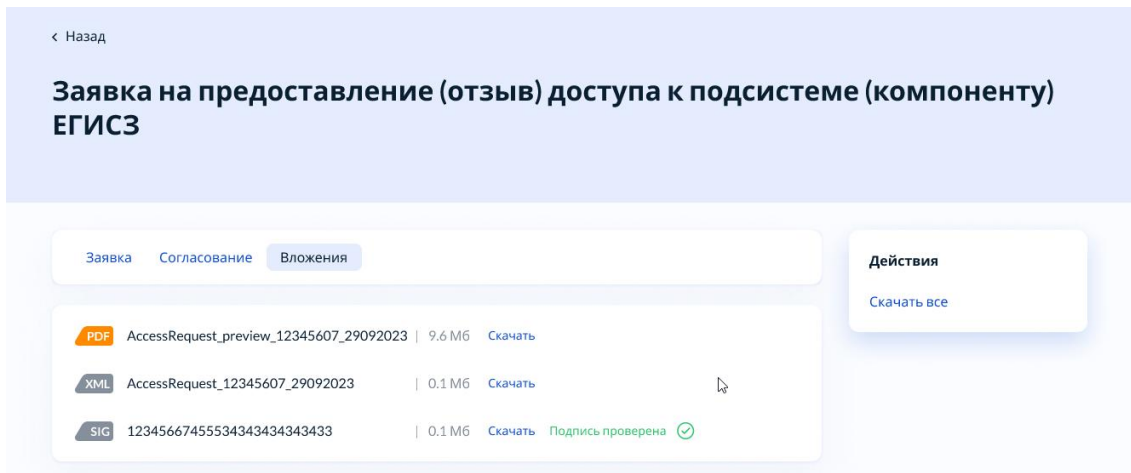 ‹ Назад
Заявка на предоставление (отзыв) доступа к подсистеме (компоненту)
ЕГИСЗ
Заявка Согласование Вложения
Действия
Скачать все
PDF AccessRequest_preview_12345607_29092023 | 9.6 Мб Скачать
XML AccessRequest_12345607_29092023 | 0.1 Мб Скачать
SIG 12345667455534343434343433 | 0.1 Мб Скачать Подпись проверена